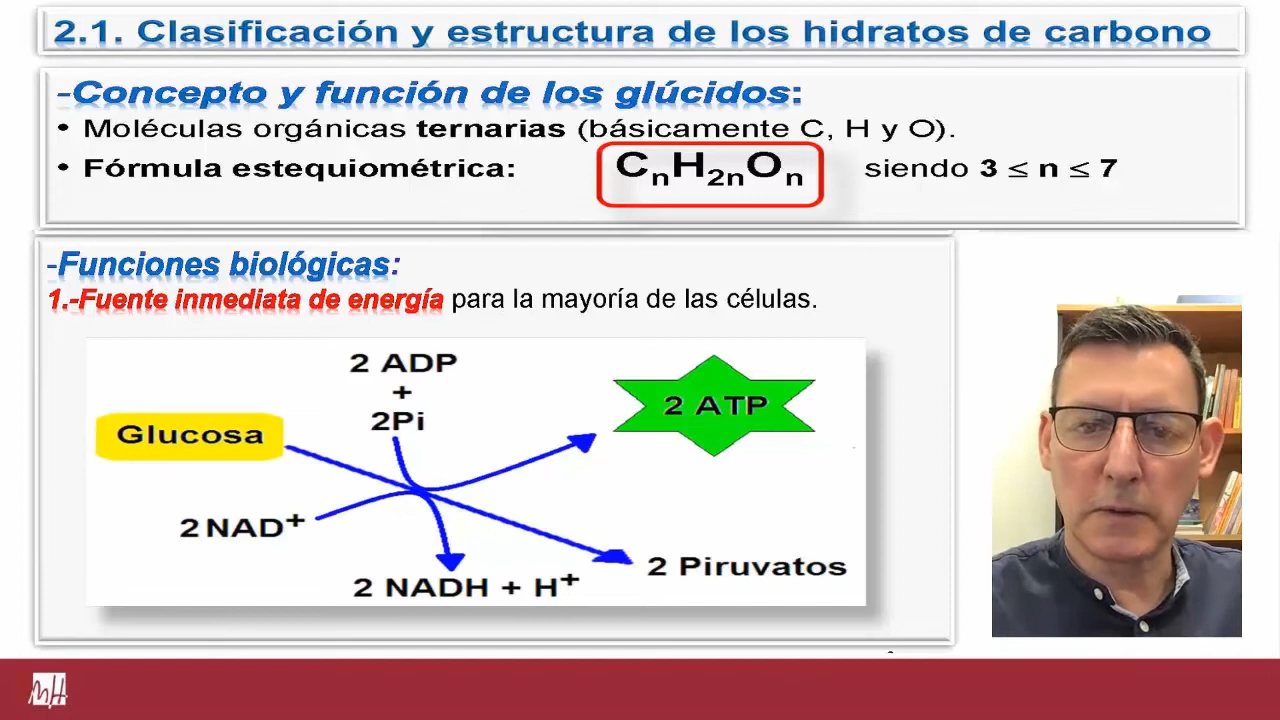 2.1. Clasificación y estructura de los hidratos de carbono
-Concepto y función de los glúcidos:
• Moléculas orgánicas ternarias (básicamente C, H y O).
• Fórmula estequiométrica: CnH2nOn siendo 3 ≤ n ≤ 7
-Funciones biológicas:
1.-Fuente inmediata de energía para la mayoría de las células.
2 ADP
+
2Pi
2 ATP
Glucosa
2 NAD+
2 Piruvatos
2 NADH + H+
MH